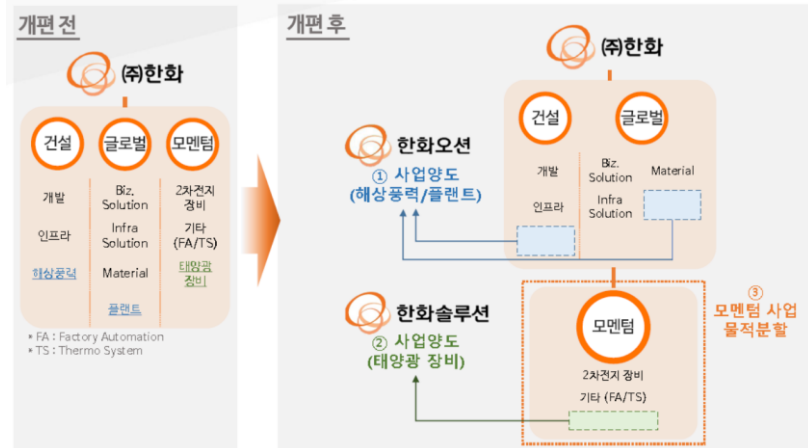 개편 전
㈜한화
건설
글로벌
모멘텀
개발
Biz.
Solution
2차전지
장비
인프라
Infra
Solution
기타
(FA/TS)
해상풍력
Material
태양광
장비
플랜트
* FA : Factory Automation
* TS : Thermo System
개편 후
㈜한화
건설
글로벌
한화오션
① 사업양도
(해상풍력/플랜트)
개발
Biz.
Solution
Material
인프라
Infra
Solution
한화솔루션
② 사업양도
(태양광 장비)
모멘텀
2차전지 장비
기타 (FA/TS)
③
모멘텀 사업
물적분할